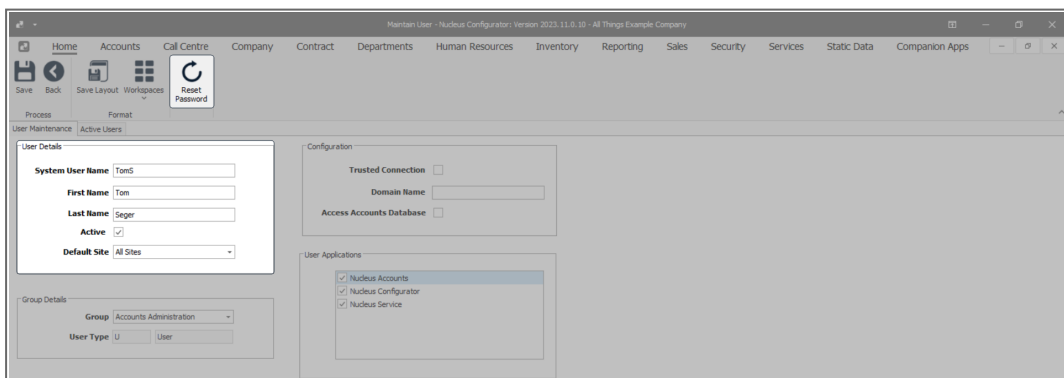 Maintain User - Nucleus Configurator: Version 2023.11.0.10 - All Things Example Company
Home Accounts Call Centre Company Contract Departments Human Resources Inventory Reporting Sales Security Services Static Data Companion Apps
Save Back Save Layout Workspaces Reset Password
Process Format
User Maintenance Active Users
User Details
System User Name TomS
First Name Tom
Last Name Seger
Active
Default Site All Sites
Group Details
Group Accounts Administration
User Type U User
Configuration
Trusted Connection
Domain Name
Access Accounts Database
User Applications
Nucleus Accounts
Nucleus Configurator
Nucleus Service